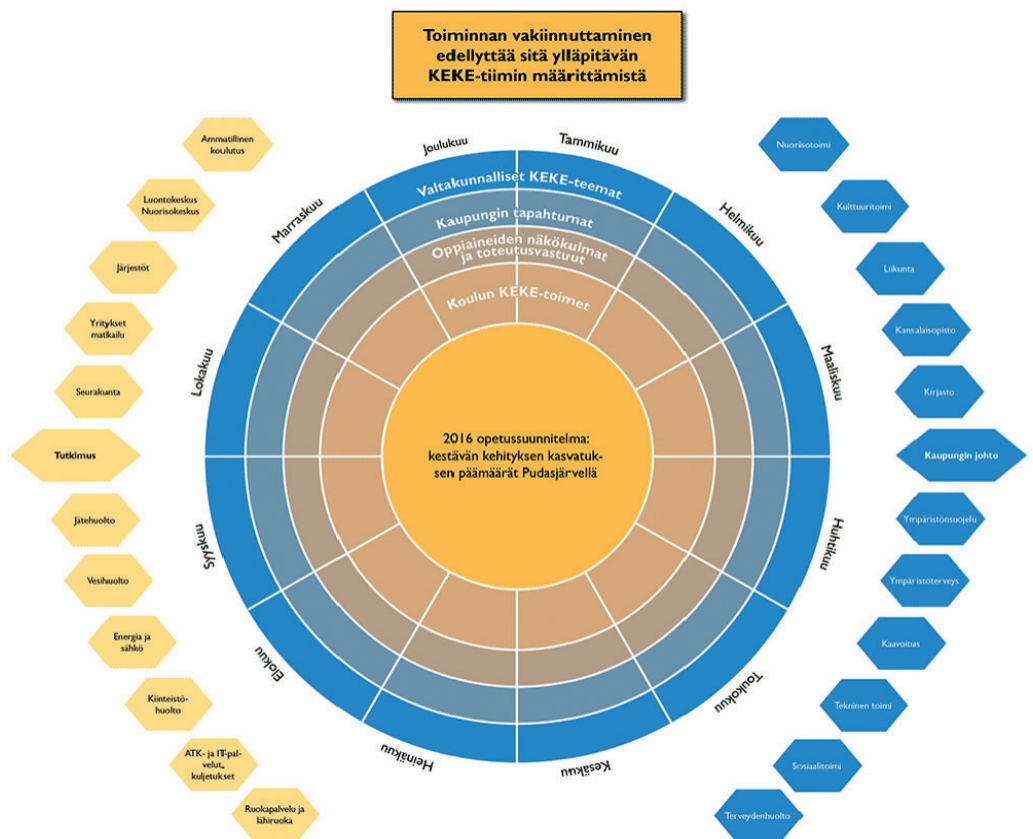 Toiminnan vakiinnuttaminen
edellyttää sitä ylläpitävän
KEKE-tiimin määrittämistä
Joulukuu
Tammikuu
Helmikuu
Maaliskuu
Huhtikuu
Toukokuu
Kesäkuu
Heinäkuu
Elokuu
Syyskuu
Lokakuu
Marraskuu
Valtakunnalliset KEKE-teemat
Kaupungin tapahtumat
Oppiaineiden näkökulmat
ja toteutusvastuut
Koulun KEKE-toimet
2016 opetussuunnitelma:
kestävän kehityksen kasvatuk-
sen päämäärät Pudasjärvellä
Ammatillinen
koulutus
Luontokeskus
Nuorisokeskus
Järjestöt
Yritykset
matkailu
Seurakunta
Tutkimus
Jätehuolto
Vesihuolto
Energia ja
sähkö
Kiinteistö-
huolto
ATK- ja IT-pal-
velut,
kuljetukset
Ruokapalvelu ja
lähiruoka
Nuorisotoimi
Kulttuuritoimi
Liikunta
Kansalaisopisto
Kirjasto
Kaupungin johto
Ympäristönsuojelu
Ympäristöterveys
Kaavoitus
Tekninen toimi
Sosiaalitoimi
Terveydenhuolto